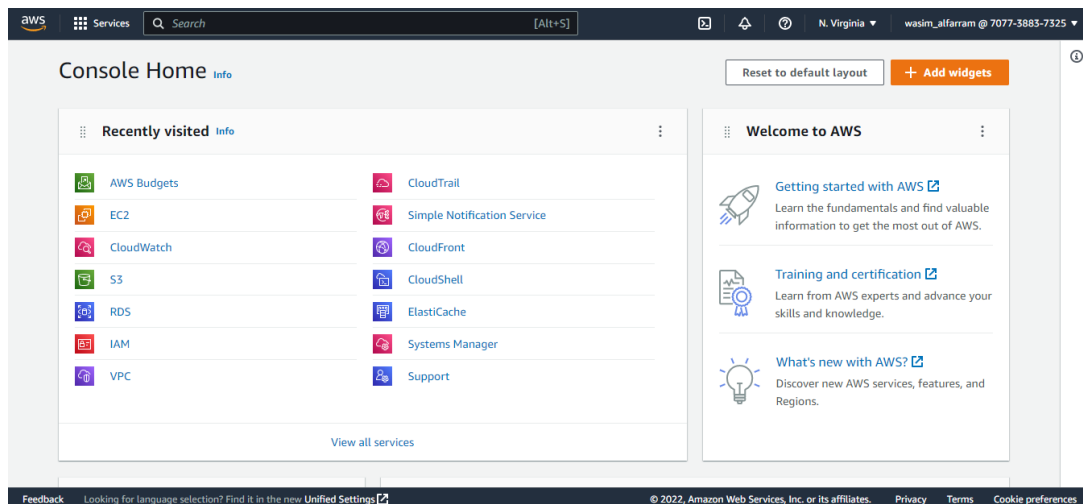 aws
Services
Search
[Alt+S]
N. Virginia
wasim_alfarram @ 7077-3883-7325
Console Home Info
Reset to default layout
+ Add widgets
Recently visited Info
AWS Budgets
EC2
CloudWatch
S3
RDS
IAM
VPC
CloudTrail
Simple Notification Service
CloudFront
CloudShell
ElastiCache
Systems Manager
Support
View all services
Welcome to AWS
Getting started with AWS
Learn the fundamentals and find valuable
information to get the most out of AWS.
Training and certification
Learn from AWS experts and advance your
skills and knowledge.
What's new with AWS?
Discover new AWS services, features, and
Regions.
Feedback
Looking for language selection? Find it in the new Unified Settings
© 2022, Amazon Web Services, Inc. or its affiliates.
Privacy
Terms
Cookie preferences